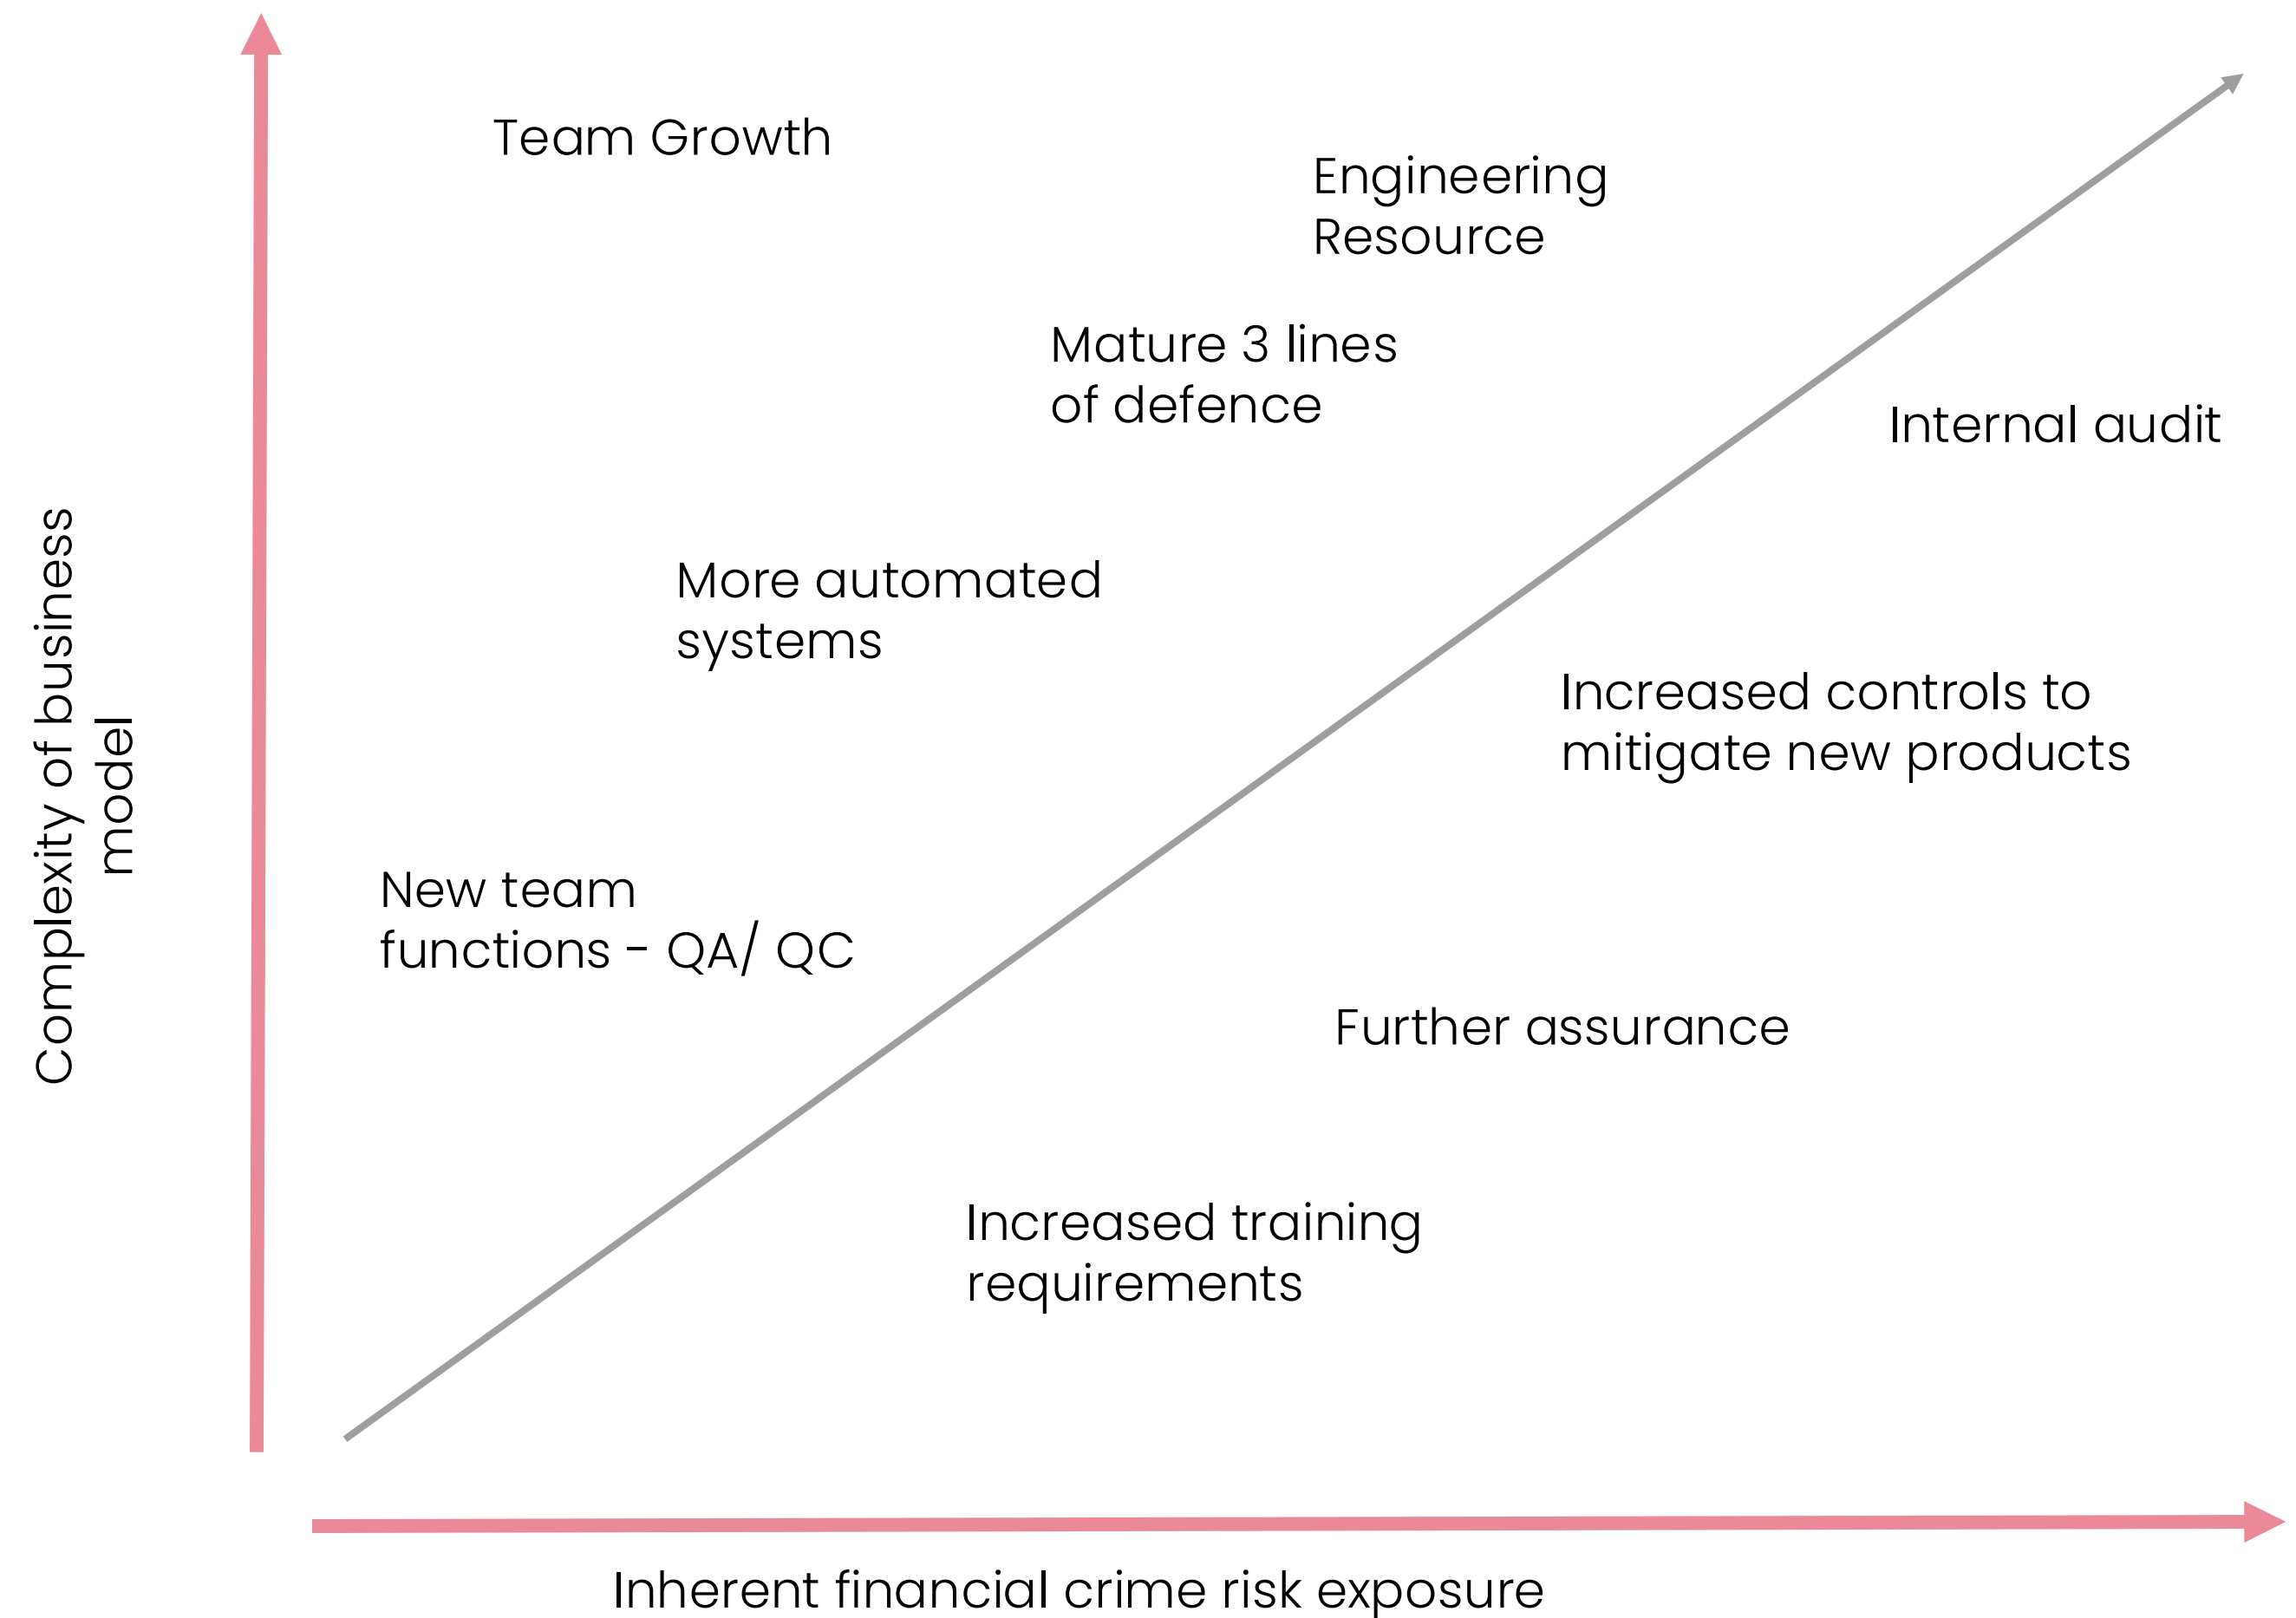 Team Growth
Engineering
Resource
Mature 3 lines
of defence
Internal audit
More automated
systems
Increased controls to
mitigate new products
New team
functions - QA/ QC
Further assurance
Increased training
requirements
Complexity of business
model
Inherent financial crime risk exposure